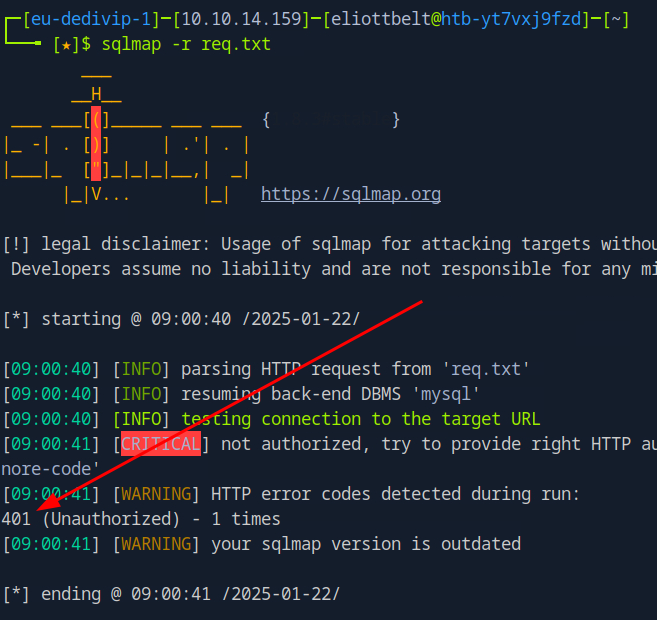 ┌─[eu-dedivip-1]─[10.10.14.159]─[eliottbelt@htb-yt7vxj9fzd]─[~]
└──╼ [★]$ sqlmap -r req.txt
        ___
       __H__
 ___ ___[(]_____ ___ ___  {           }
|_ -| . [)]     | .'| . |
|___|_  ["]_|_|_|__,|  _|
      |_|V...       |_|   https://sqlmap.org
[!] legal disclaimer: Usage of sqlmap for attacking targets withou
 Developers assume no liability and are not responsible for any mi
[*] starting @ 09:00:40 /2025-01-22/
[09:00:40] [INFO] parsing HTTP request from 'req.txt'
[09:00:40] [INFO] resuming back-end DBMS 'mysql'
[09:00:40] [INFO] testing connection to the target URL
[09:00:41] [CRITICAL] not authorized, try to provide right HTTP au
nore-code'
[09:00:41] [WARNING] HTTP error codes detected during run:
401 (Unauthorized) - 1 times
[09:00:41] [WARNING] your sqlmap version is outdated
[*] ending @ 09:00:41 /2025-01-22/